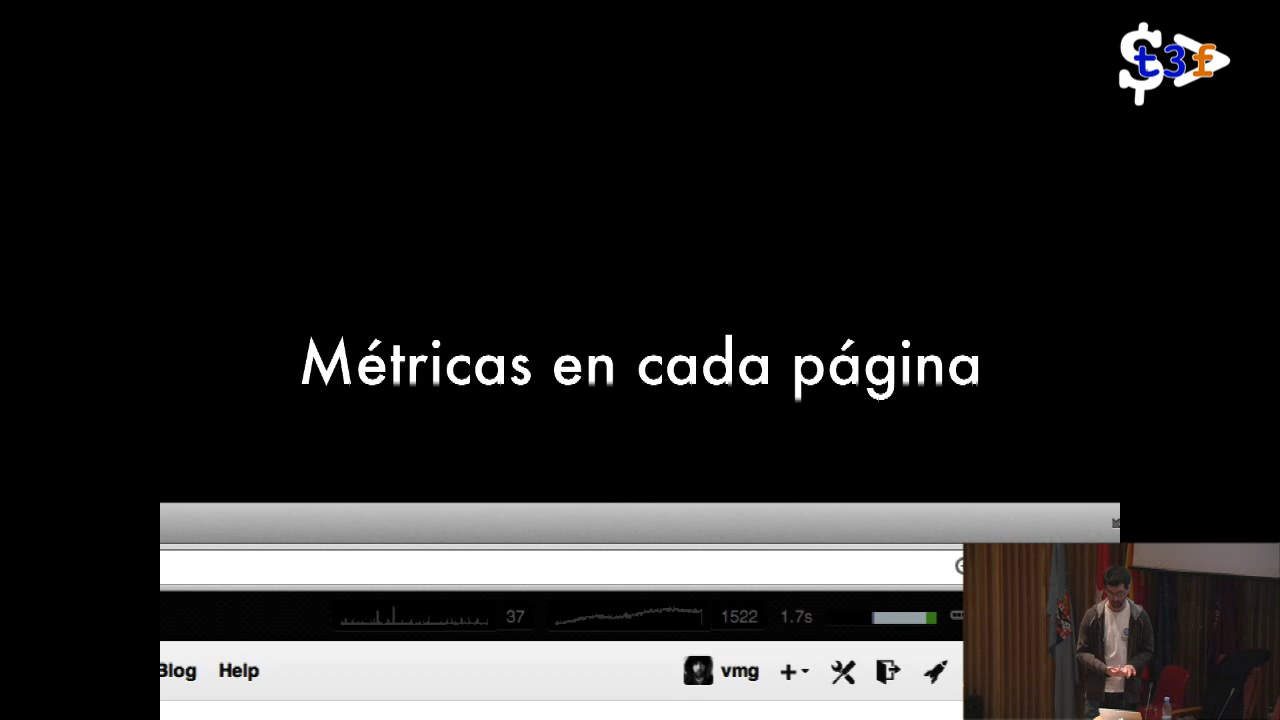 $t3f
Métricas en cada página
37
1522
1.7s
Blog
Help
vmg